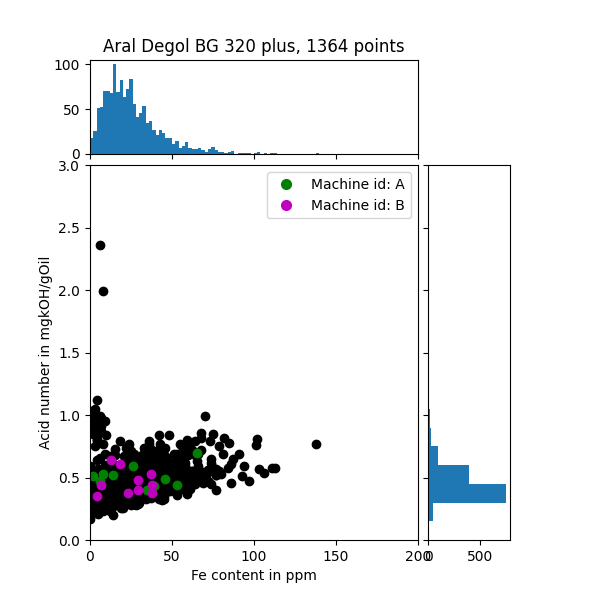 Aral Degol BG 320 plus, 1364 points
100
50
0
3.0
2.5
2.0
1.5
1.0
0.5
0.0
Acid number in mgkOH/gOil
Machine id: A
Machine id: B
0 50 100 150 200
0 500
Fe content in ppm